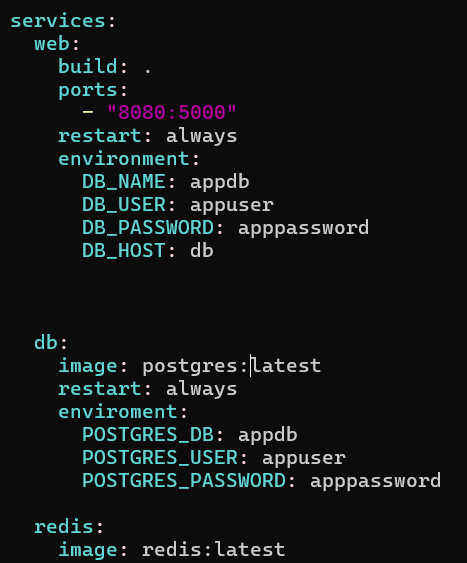 services:
  web:
    build: .
    ports:
      - "8080:5000"
    restart: always
    environment:
      DB_NAME: appdb
      DB_USER: appuser
      DB_PASSWORD: apppassword
      DB_HOST: db
  db:
    image: postgres:latest
    restart: always
    enviroment:
      POSTGRES_DB: appdb
      POSTGRES_USER: appuser
      POSTGRES_PASSWORD: apppassword
  redis:
    image: redis:latest